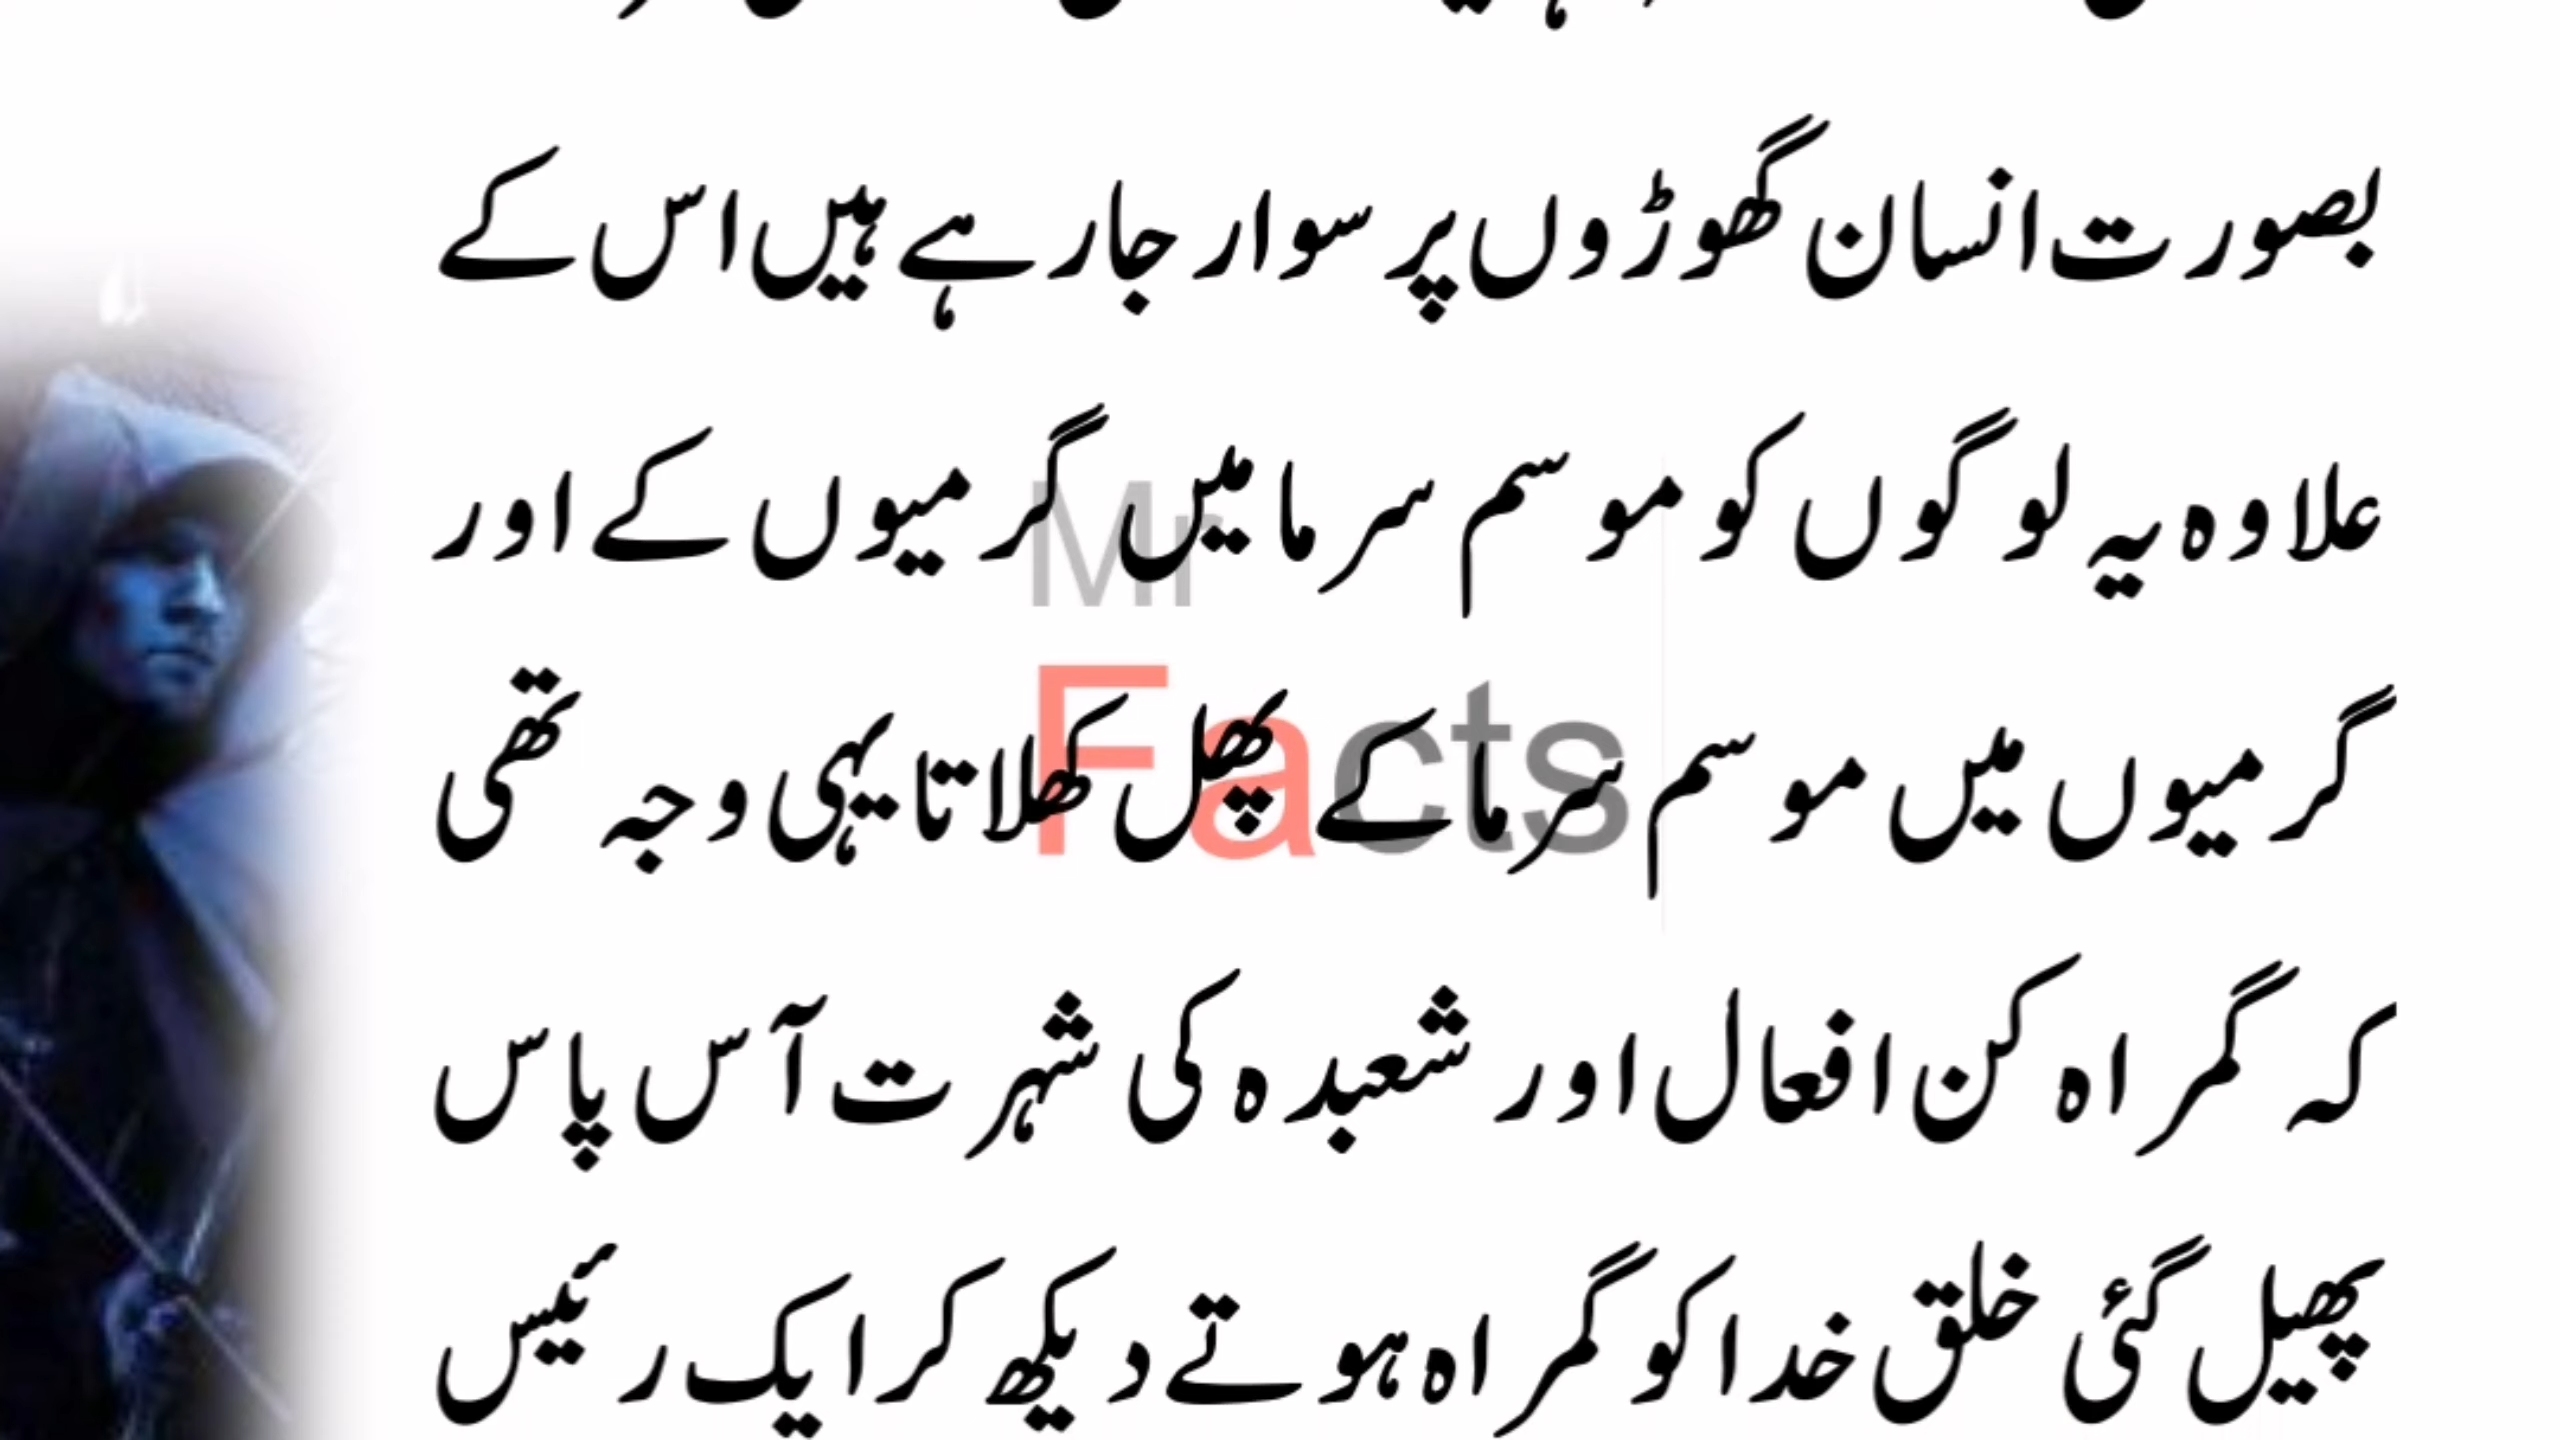 بصورت انسان گھوڑوں پر سوار جارہے ہیں اس کے
علاوہ یہ لوگوں کو موسم سرما میں گرمیوں کے اور
Mr
گرمیوں میں موسم سرما کے پھل کھلاتا یہی وجہ تھی
Facts
کہ گمراہ کن افعال اور شعبدہ کی شہرت آس پاس
پھیل گئی خلق خدا کو گمراہ ہوتے دیکھ کر ایک رئیس